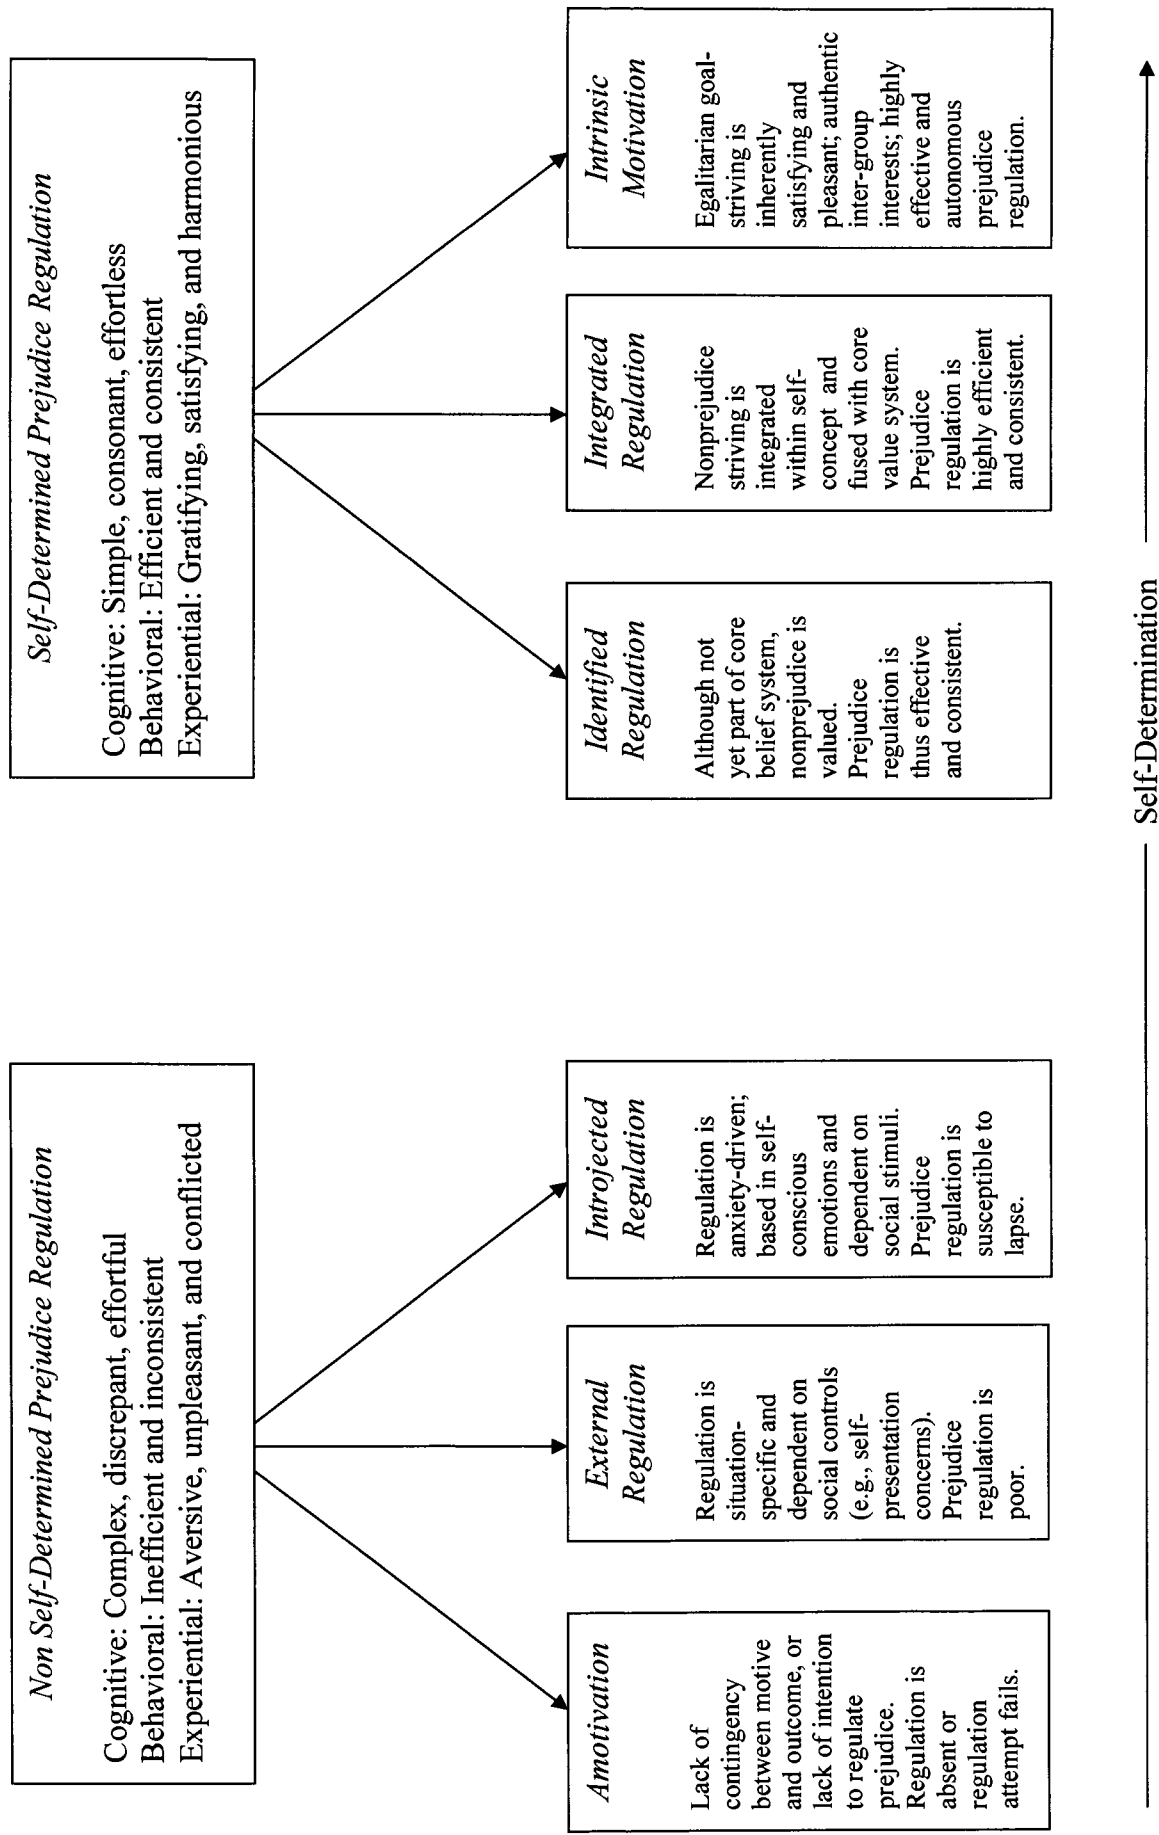 Non Self-Determined Prejudice Regulation
Cognitive: Complex, discrepant, effortful
Behavioral: Inefficient and inconsistent
Experiential: Aversive, unpleasant, and conflicted
Self-Determined Prejudice Regulation
Cognitive: Simple, consonant, effortless
Behavioral: Efficient and consistent
Experiential: Gratifying, satisfying, and harmonious
Amotivation
Lack of
contingency
between motive
and outcome, or
lack of intention
to regulate
prejudice.
Regulation is
absent or
regulation
attempt fails.
External
Regulation
Regulation is
situation-
specific and
dependent on
social controls
(e.g., self-
presentation
concerns).
Prejudice
regulation is
poor.
Introjected
Regulation
Regulation is
anxiety-driven;
based in self-
conscious
emotions and
dependent on
social stimuli.
Prejudice
regulation is
susceptible to
lapse.
Identified
Regulation
Although not
yet part of core
belief system,
nonprejudice is
valued.
Prejudice
regulation is
thus effective
and consistent.
Integrated
Regulation
Nonprejudice
striving is
integrated
within self-
concept and
fused with core
value system.
Prejudice
regulation is
highly efficient
and consistent.
Intrinsic
Motivation
Egalitarian goal-
striving is
inherently
satisfying and
pleasant; authentic
inter-group
interests; highly
effective and
autonomous
prejudice
regulation.
Self-Determination